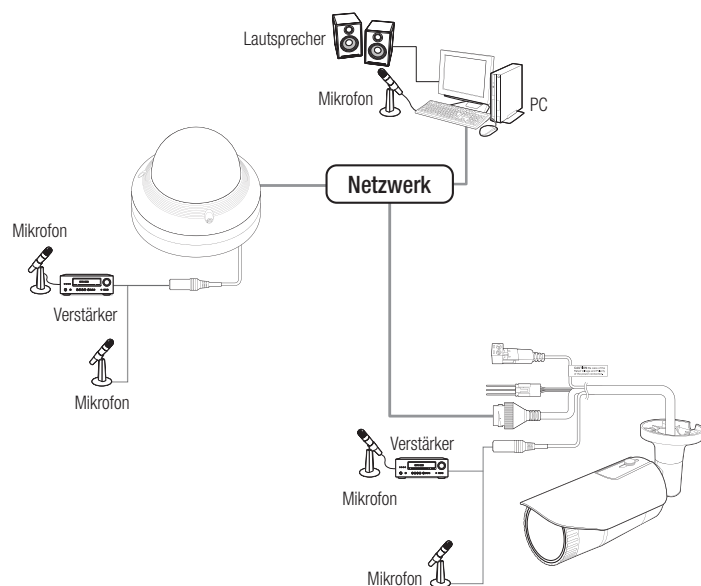 Lautsprecher
Mikrofon
PC
Netzwerk
Mikrofon
Verstärker
Mikrofon
Verstärker
Mikrofon
Mikrofon